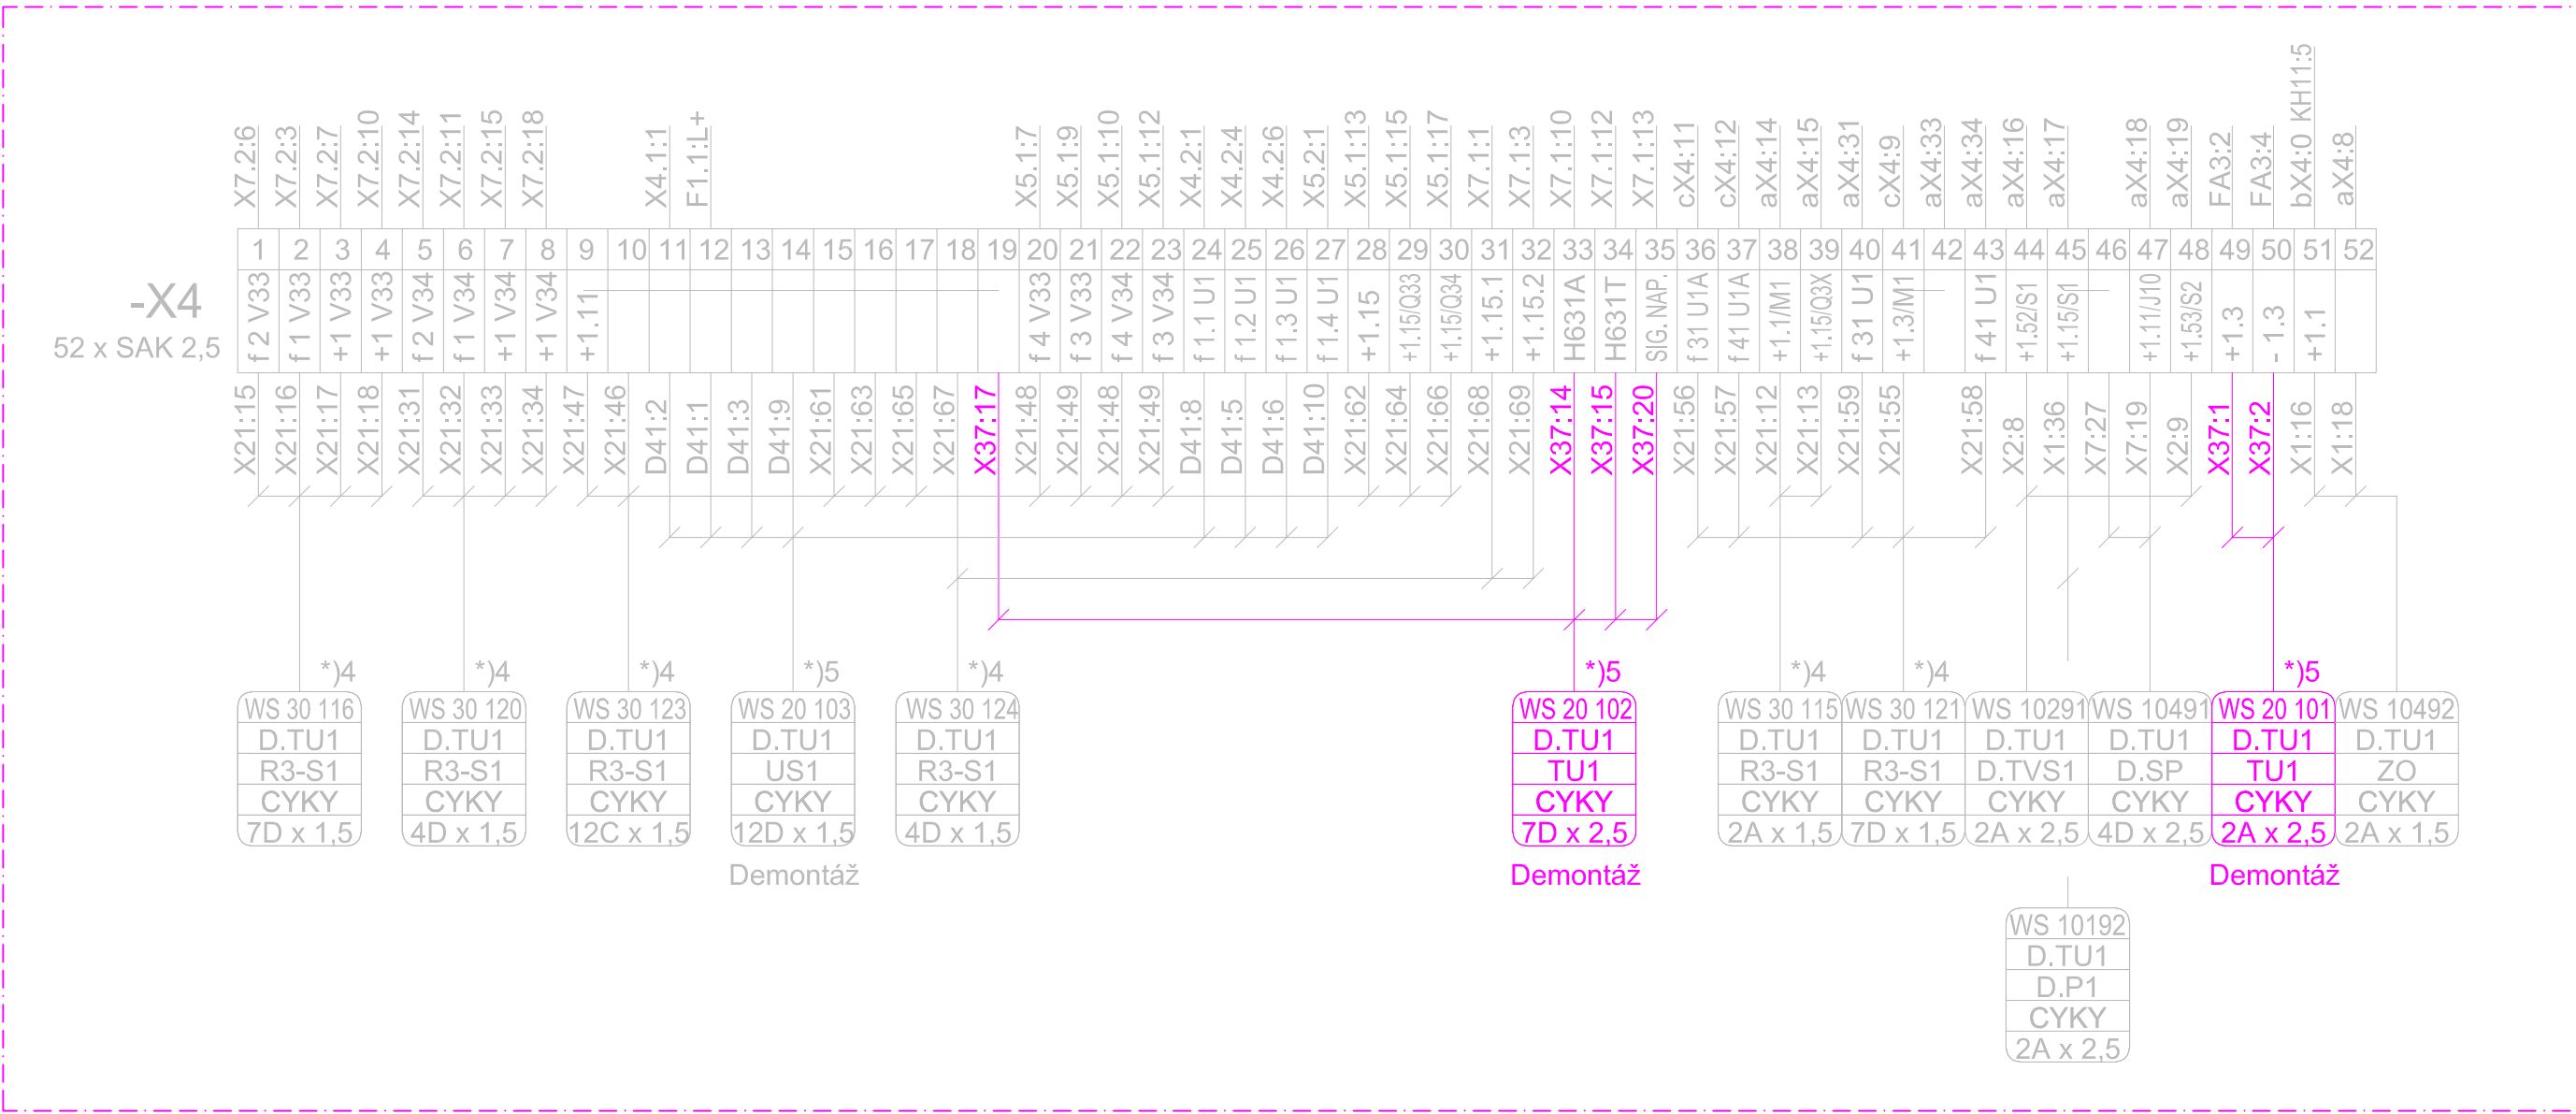 X7.2:6 X7.2:3 X7.2:7 X7.2:10 X7.2:14 X7.2:11 X7.2:15 X7.2:18 X4.1:1 F1.1:L+ X5.1:7 X5.1:9 X5.1:10 X5.1:12 X4.2:1 X4.2:4 X4.2:6 X5.2:1 X5.1:13 X5.1:15 X5.1:17 X7.1:1 X7.1:3 X7.1:10 X7.1:12 X7.1:13 cX4:11 cX4:12 aX4:14 aX4:15 aX4:31 cX4:9 aX4:33 aX4:34 aX4:16 aX4:17 aX4:18 aX4:19 FA3:2 FA3:4 bX4:0 KH11:5 aX4:8
1 2 3 4 5 6 7 8 9 10 11 12 13 14 15 16 17 18 19 20 21 22 23 24 25 26 27 28 29 30 31 32 33 34 35 36 37 38 39 40 41 42 43 44 45 46 47 48 49 50 51 52
-X4
52 x SAK 2,5
f 2 V33 f 1 V33 +1 V33 +1 V33 f 2 V34 f 1 V34 +1 V34 +1 V34 +1.11 f 4 V33 f 3 V33 f 4 V34 f 3 V34 f 1.1 U1 f 1.2 U1 f 1.3 U1 f 1.4 U1 +1.15 +1.15/Q33 +1.15/Q34 +1.15.1 +1.15.2 H631A H631T SIG. NAP. f 31 U1A f 41 U1A +1.1/M1 +1.15/Q3X f 31 U1 +1.3/M1 f 41 U1 +1.52/S1 +1.15/S1 +1.11/J10 +1.53/S2 +1.3 - 1.3 +1.1
X21:15 X21:16 X21:17 X21:18 X21:31 X21:32 X21:33 X21:34 X21:47 X21:46 D41:2 D41:1 D41:3 D41:9 X21:61 X21:63 X21:65 X21:67 X37:17 X21:48 X21:49 X21:48 X21:49 D41:8 D41:5 D41:6 D41:10 X21:62 X21:64 X21:66 X21:68 X21:69 X37:14 X37:15 X37:20 X21:56 X21:57 X21:12 X21:13 X21:59 X21:55 X21:58 X2:8 X1:36 X7:27 X7:19 X2:9 X37:1 X37:2 X1:16 X1:18
*)4 *)4 *)4 *)5 *)4 *)5 *)4 *)4 *)5
WS 30 116 WS 30 120 WS 30 123 WS 20 103 WS 30 124 WS 20 102 WS 30 115 WS 30 121 WS 10291 WS 10491 WS 20 101 WS 10492
D.TU1 D.TU1 D.TU1 D.TU1 D.TU1 D.TU1 D.TU1 D.TU1 D.TU1 D.TU1 D.TU1 D.TU1
R3-S1 R3-S1 R3-S1 US1 R3-S1 TU1 R3-S1 R3-S1 D.TVS1 D.SP TU1 ZO
CYKY CYKY CYKY CYKY CYKY CYKY CYKY CYKY CYKY CYKY CYKY CYKY
7D x 1,5 4D x 1,5 12C x 1,5 12D x 1,5 4D x 1,5 7D x 2,5 2A x 1,5 7D x 1,5 2A x 2,5 4D x 2,5 2A x 2,5 2A x 1,5
Demontáž Demontáž Demontáž
WS 10192
D.TU1
D.P1
CYKY
2A x 2,5